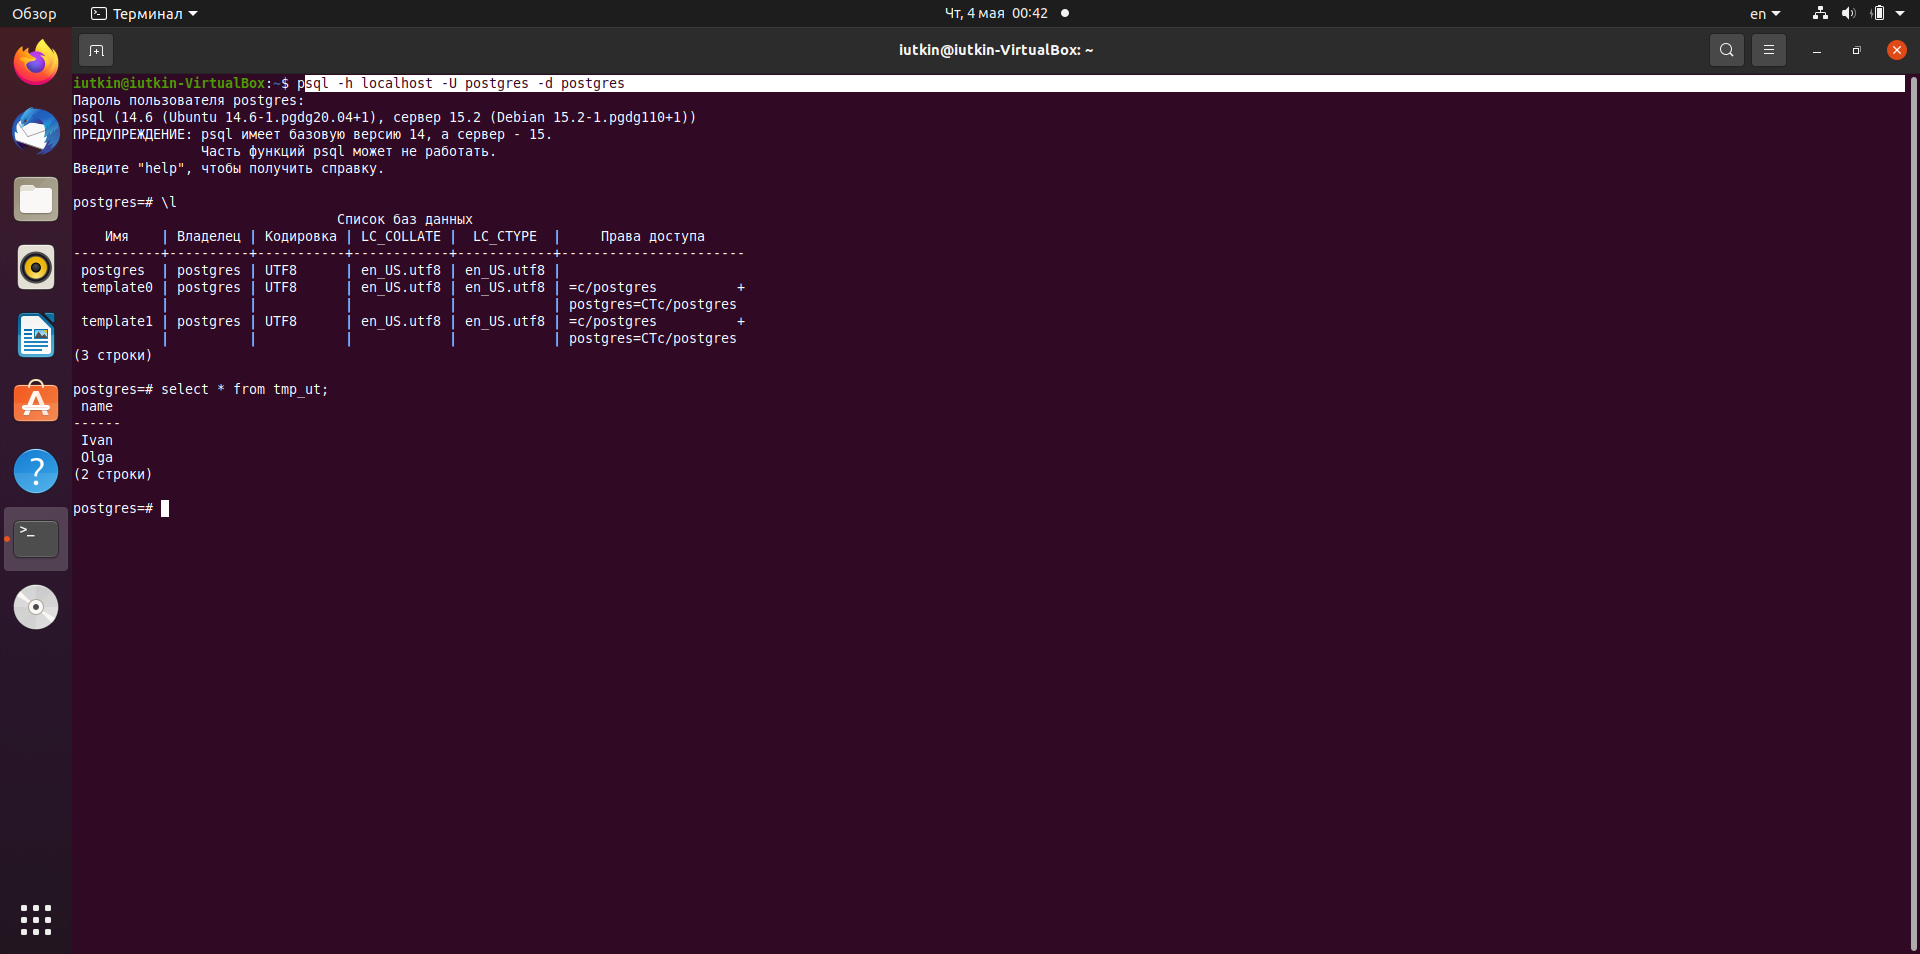 Обзор
Терминал
Чт, 4 мая 00:42
en
iutkin@iutkin-VirtualBox: ~
iutkin@iutkin-VirtualBox:~$ psql -h localhost -U postgres -d postgres
Пароль пользователя postgres:
psql (14.6 (Ubuntu 14.6-1.pgdg20.04+1), сервер 15.2 (Debian 15.2-1.pgdg110+1))
ПРЕДУПРЕЖДЕНИЕ: psql имеет базовую версию 14, а сервер - 15.
                Часть функций psql может не работать.
Введите "help", чтобы получить справку.
postgres=# \l
                                 Список баз данных
    Имя    | Владелец | Кодировка | LC_COLLATE |  LC_CTYPE  |     Права доступа
-----------+----------+-----------+------------+------------+-----------------------
 postgres  | postgres | UTF8      | en_US.utf8 | en_US.utf8 |
 template0 | postgres | UTF8      | en_US.utf8 | en_US.utf8 | =c/postgres          +
           |          |           |            |            | postgres=CTc/postgres
 template1 | postgres | UTF8      | en_US.utf8 | en_US.utf8 | =c/postgres          +
           |          |           |            |            | postgres=CTc/postgres
(3 строки)
postgres=# select * from tmp_ut;
 name
------
 Ivan
 Olga
(2 строки)
postgres=#